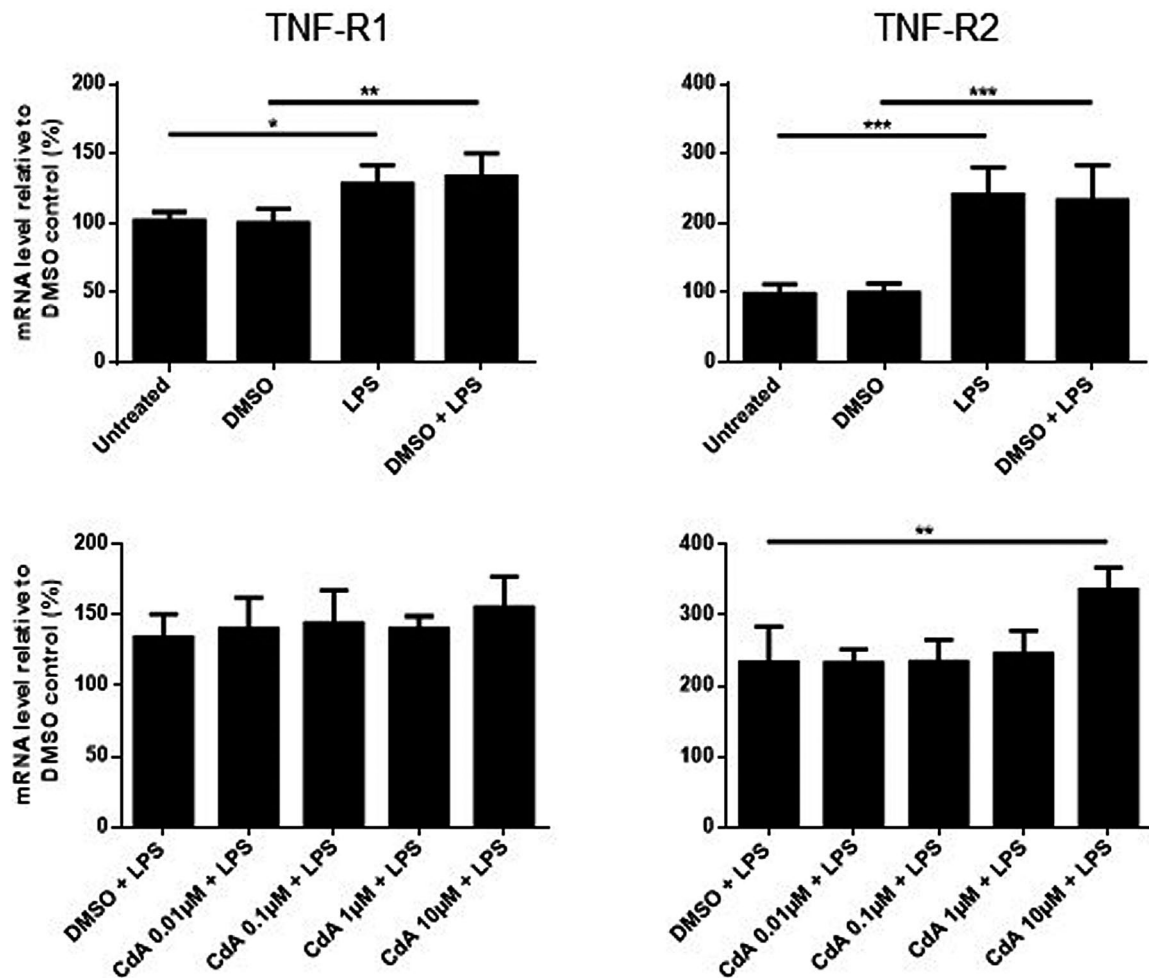 TNF-R1
mRNA level relative to
DMSO control (%)
200
150
100
50
0
**
*
Untreated
DMSO
LPS
DMSO + LPS
TNF-R2
400
300
200
100
0
***
***
Untreated
DMSO
LPS
DMSO + LPS
mRNA level relative to
DMSO control (%)
200
150
100
50
0
DMSO + LPS
CdA 0.01µM + LPS
CdA 0.1µM + LPS
CdA 1µM + LPS
CdA 10µM + LPS
400
300
200
100
0
**
DMSO + LPS
CdA 0.01µM + LPS
CdA 0.1µM + LPS
CdA 1µM + LPS
CdA 10µM + LPS